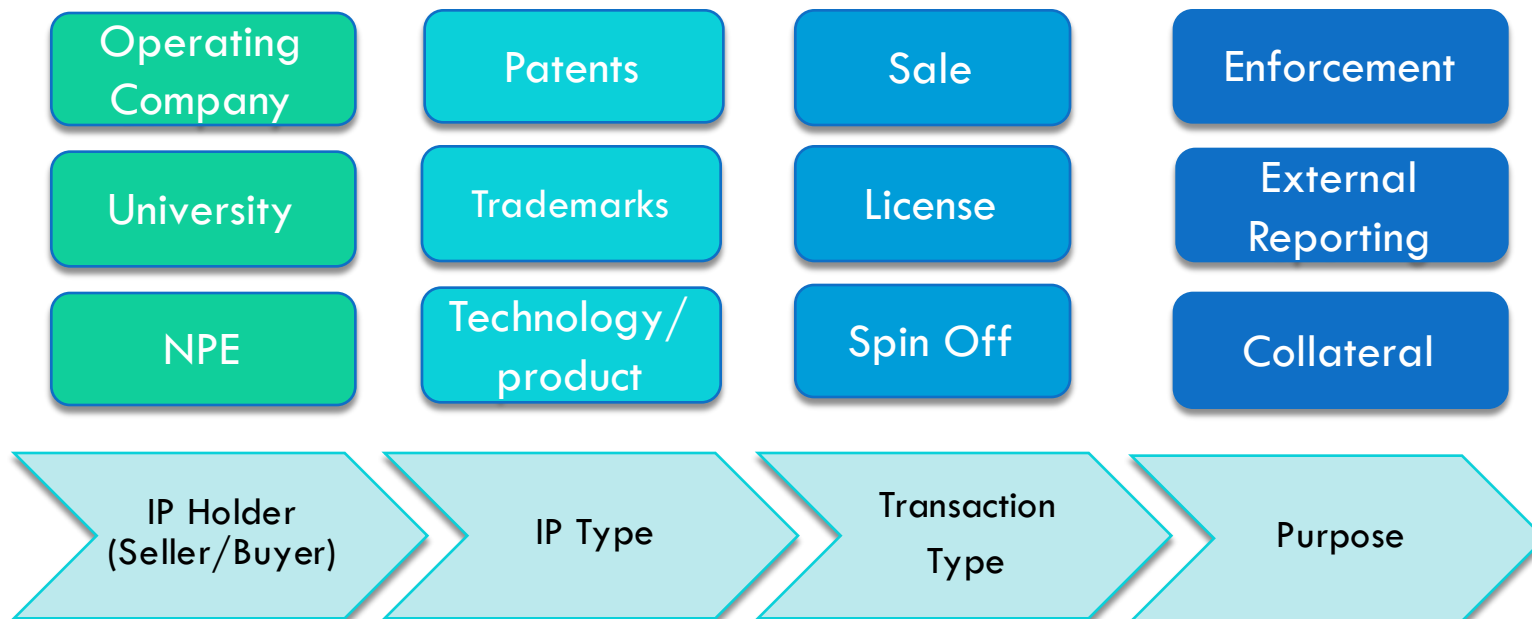 Operating
Company
Patents
Sale
Enforcement
University
Trademarks
License
External
Reporting
NPE
Technology/
product
Spin Off
Collateral
IP Holder
(Seller/Buyer)
IP Type
Transaction
Type
Purpose